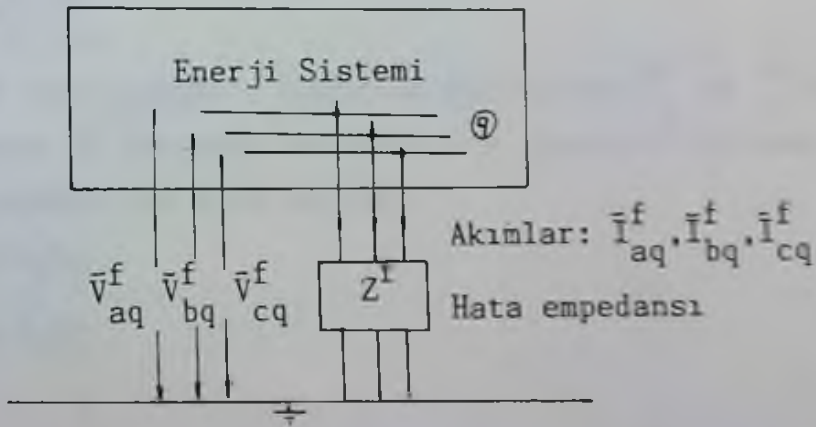 Enerji Sistemi
q
Akımlar: Ī^f_aq, Ī^f_bq, Ī^f_cq
V̄^f_aq V̄^f_bq V̄^f_cq
Z^f
Hata empedansı